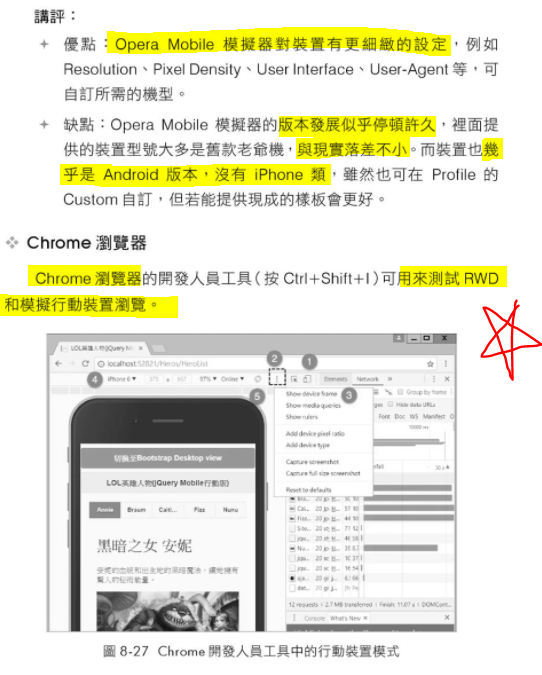 講評：
優點：Opera Mobile 模擬器對裝置有更細緻的設定，例如
Resolution、Pixel Density、User Interface、User-Agent 等，可
自訂所需的機型。
缺點：Opera Mobile 模擬器的版本發展似乎停頓許久，裡面提
供的裝置型號大多是舊款老爺機，與現實落差不小。而裝置也幾
乎是 Android 版本，沒有 iPhone 類，雖然也可在 Profile 的
Custom 自訂，但若能提供現成的樣板會更好。
Chrome 瀏覽器
Chrome 瀏覽器的開發人員工具（按 Ctrl+Shift+I）可用來測試 RWD
和模擬行動裝置瀏覽。
LOL英雄人物(jQuery Mob
localhost:52821/Heros/HeroList
2
1
4
iPhone 6
97%
Online
Elements
Network
5
3
Show device frame
Show media queries
Show rulers
Add device pixel ratio
Add device type
Capture screenshot
Capture full size screenshot
Reset to defaults
Group by frame
Hide data URLs
Font Doc WS Manifest
切換至Bootstrap Desktop view
LOL英雄人物(jQuery Mobile行動版)
Annie
Braum
Cait...
Fizz
Nunu
黑暗之女 安妮
12 requests | 2.7 MB transferred | Finish: 11.07 s | DOMCont...
Console
What's New
圖 8-27 Chrome 開發人員工具中的行動裝置模式